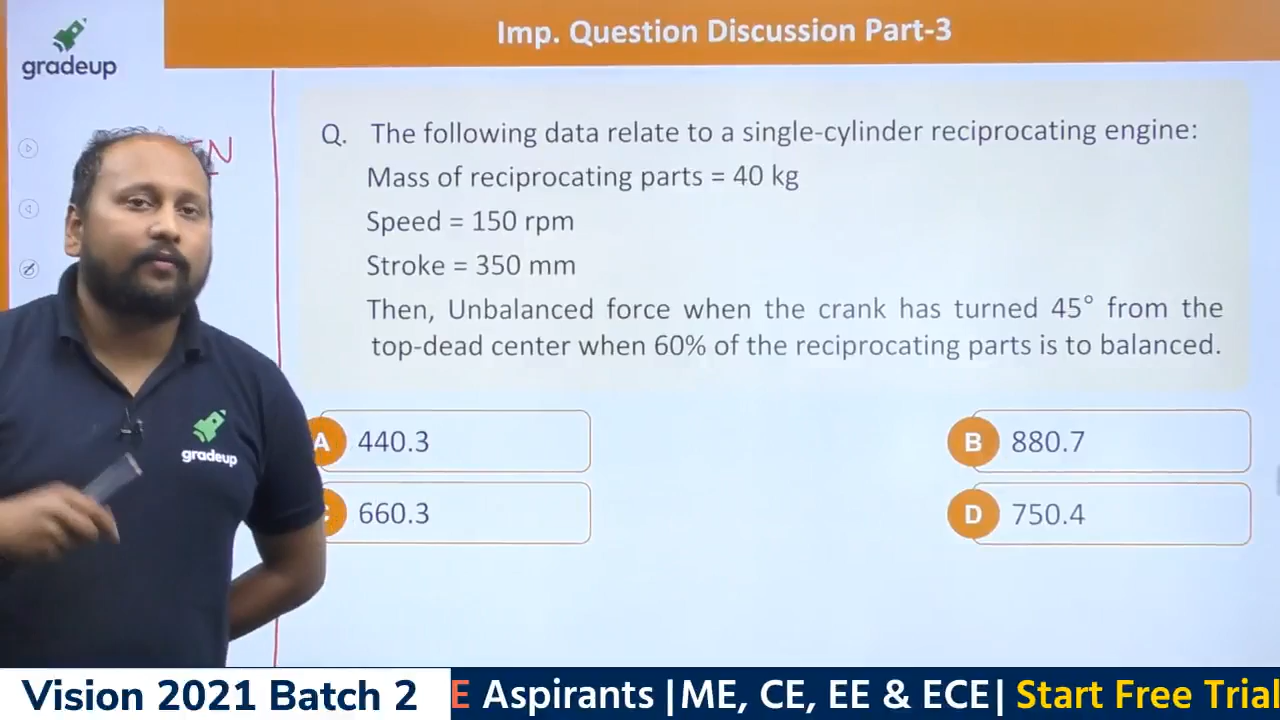 Imp. Question Discussion Part-3
gradeup
Q. The following data relate to a single-cylinder reciprocating engine:
Mass of reciprocating parts = 40 kg
Speed = 150 rpm
Stroke = 350 mm
Then, Unbalanced force when the crank has turned 45° from the
top-dead center when 60% of the reciprocating parts is to balanced.
A 440.3
B 880.7
C 660.3
D 750.4
gradeup
Vision 2021 Batch 2
E Aspirants |ME, CE, EE & ECE| Start Free Trial